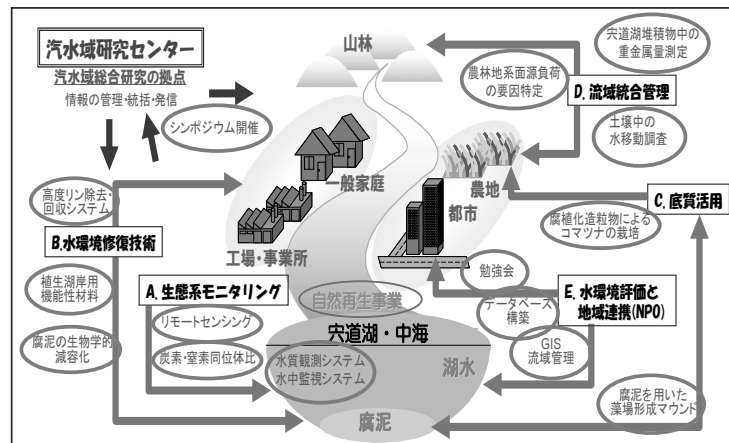 汽水域研究センター
汽水域総合研究の拠点
情報の管理・統括・発信
シンポジウム開催
山林
宍道湖堆積物中の
重金属量測定
農林地系面源負荷
の要因特定
D. 流域統合管理
土壌中の
水移動調査
一般家庭
農地
都市
工場・事業所
高度リン除去・
回収システム
B.水環境修復技術
植生湖岸用
機能性材料
腐泥の生物学的
減容化
C. 底質活用
腐植化造粒物による
コマツナの栽培
A. 生態系モニタリング
リモートセンシング
炭素・窒素同位体比
自然再生事業
勉強会
データベース
構築
GIS
流域管理
E. 水環境評価と
地域連携(NPO)
宍道湖・中海
水質観測システム
水中監視システム
湖水
腐泥
腐泥を用いた
藻場形成マウンド